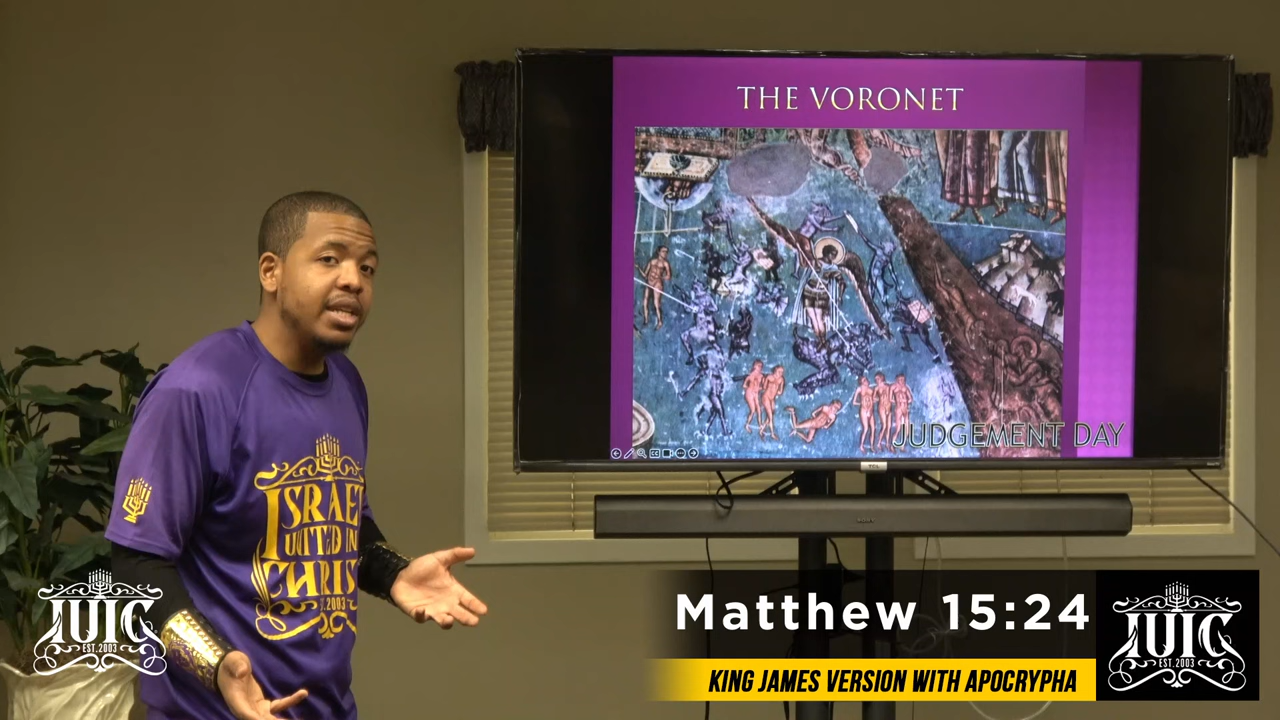 THE VORONET
JUDGEMENT DAY
TCL
ISRAEL
UNITED IN
CHRIST
EST. 2003
IUIC
EST. 2003
Matthew 15:24
KING JAMES VERSION WITH APOCRYPHA
IUIC
EST. 2003